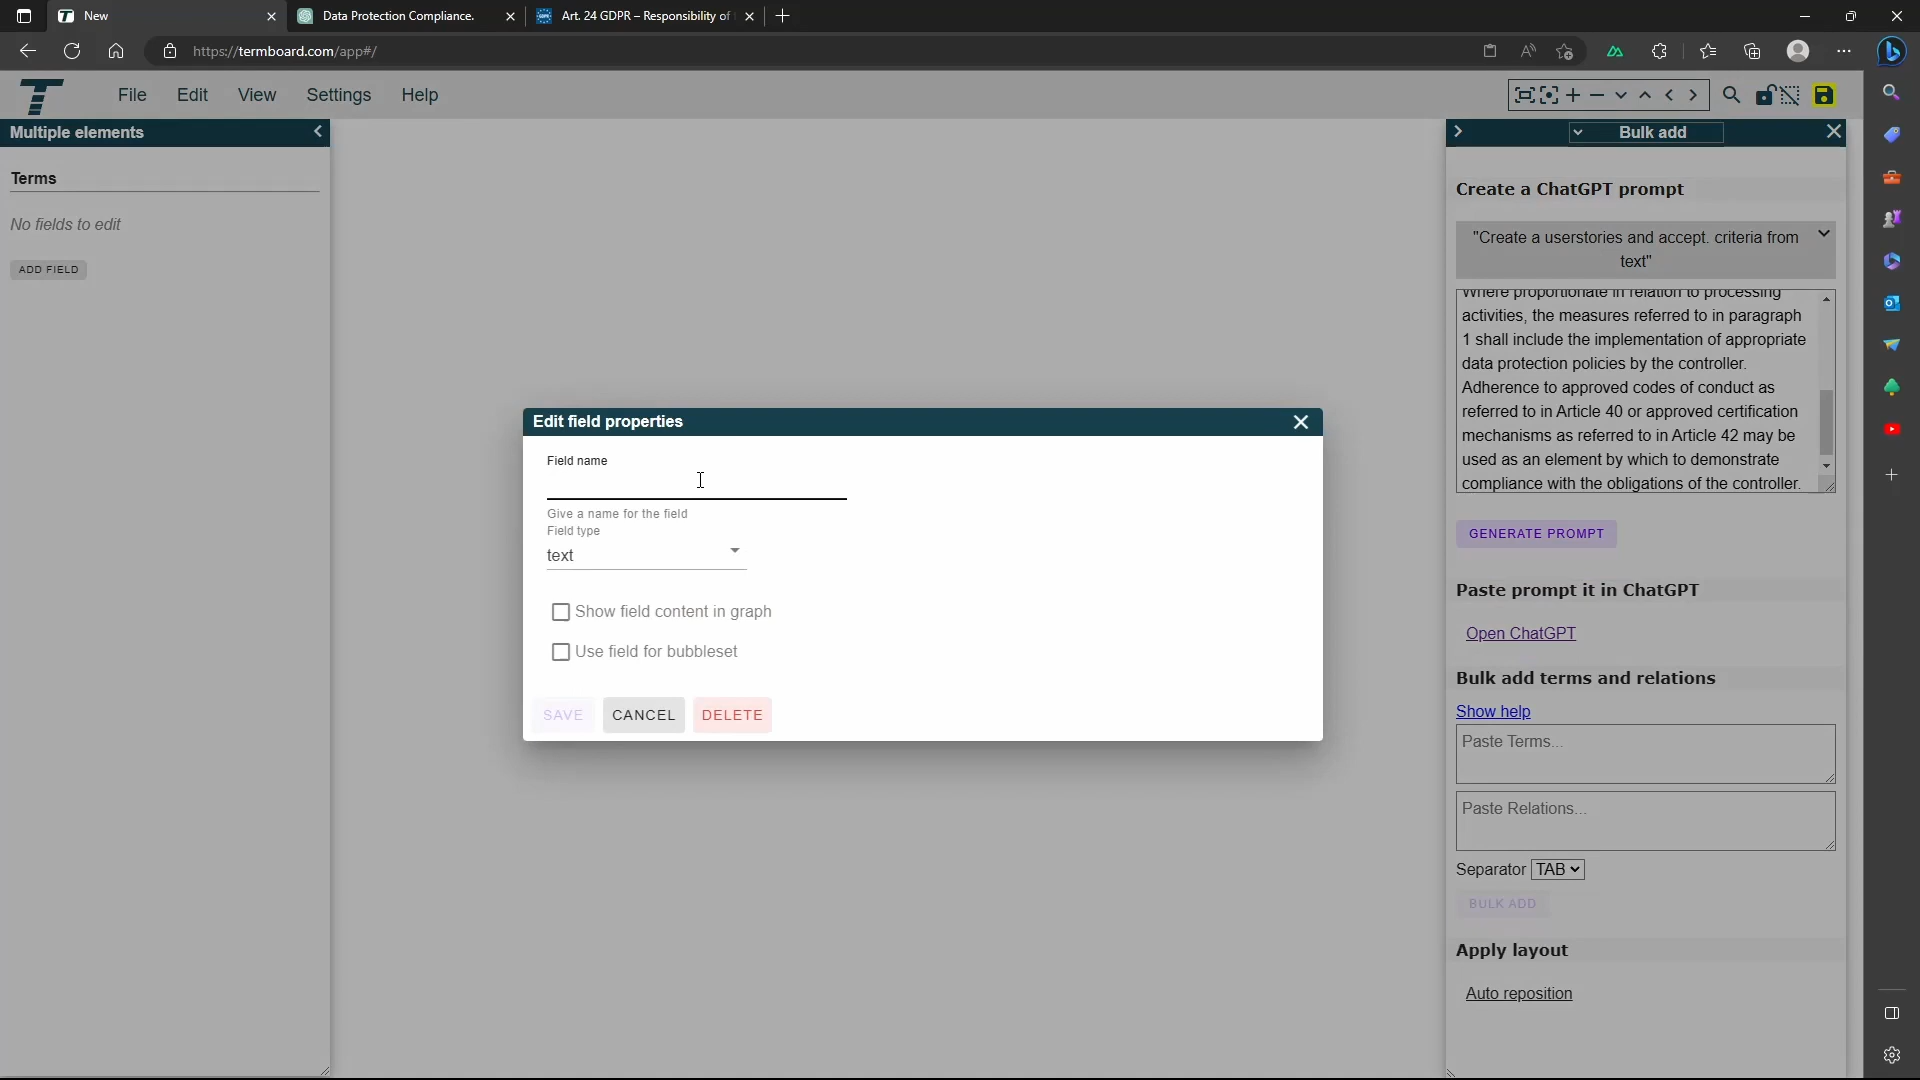 New
Data Protection Compliance.
Art. 24 GDPR – Responsibility of
https://termboard.com/app#/
File
Edit
View
Settings
Help
Multiple elements
Bulk add
Terms
No fields to edit
ADD FIELD
Create a ChatGPT prompt
"Create a userstories and accept. criteria from
text"
Where proportionate in relation to processing
activities, the measures referred to in paragraph
1 shall include the implementation of appropriate
data protection policies by the controller.
Adherence to approved codes of conduct as
referred to in Article 40 or approved certification
mechanisms as referred to in Article 42 may be
used as an element by which to demonstrate
compliance with the obligations of the controller.
GENERATE PROMPT
Paste prompt it in ChatGPT
Open ChatGPT
Bulk add terms and relations
Show help
Paste Terms...
Paste Relations...
Separator TAB
BULK ADD
Apply layout
Auto reposition
Edit field properties
Field name
Give a name for the field
Field type
text
Show field content in graph
Use field for bubbleset
SAVE
CANCEL
DELETE